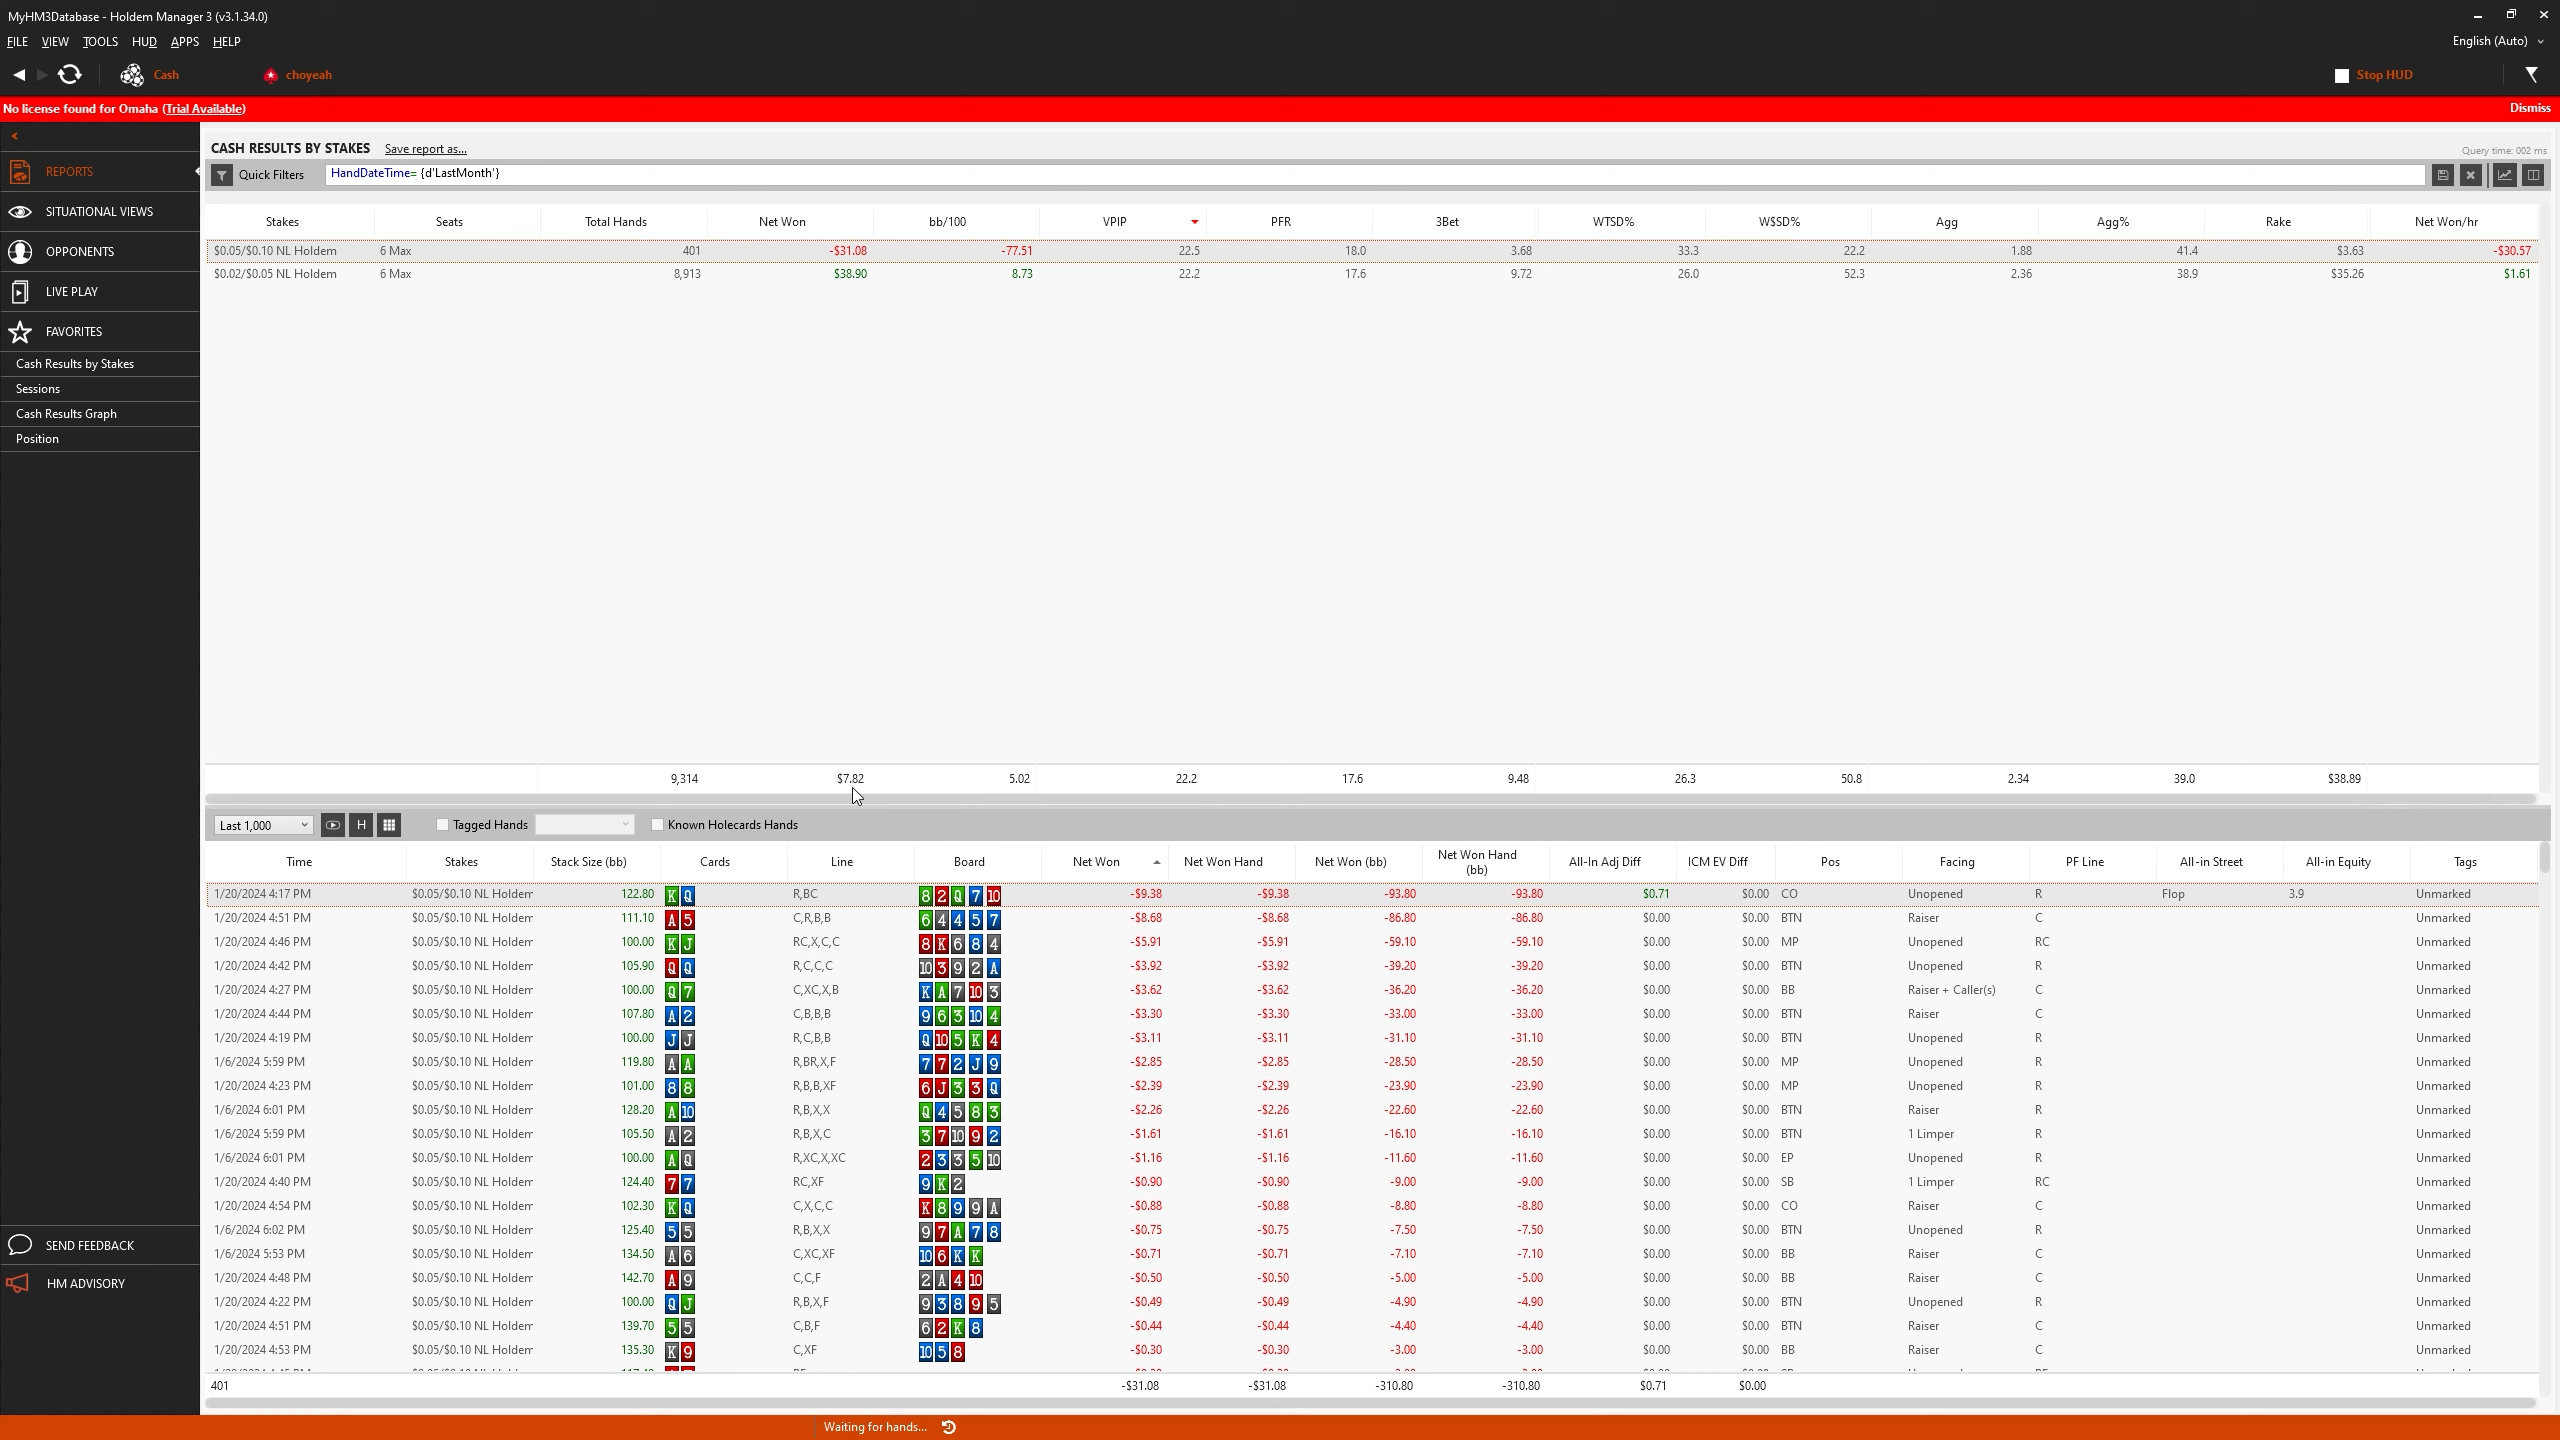 MyHM3Database - Holdem Manager 3 (v3.1.34.0)
FILE VIEW TOOLS HUD APPS HELP
English (Auto)
Cash choyeah Stop HUD
No license found for Omaha (Trial Available) Dismiss
<
REPORTS
SITUATIONAL VIEWS
OPPONENTS
LIVE PLAY
FAVORITES
Cash Results by Stakes
Sessions
Cash Results Graph
Position
SEND FEEDBACK
HM ADVISORY
CASH RESULTS BY STAKES Save report as...
Query time: 002 ms
Quick Filters HandDateTime= {d'LastMonth'}
Stakes Seats Total Hands Net Won bb/100 VPIP PFR 3Bet WTSD% W$SD% Agg Agg% Rake Net Won/hr
$0.05/$0.10 NL Holdem 6 Max 401 -$31.08 -77.51 22.5 18.0 3.68 33.3 22.2 1.88 41.4 $3.63 -$30.57
$0.02/$0.05 NL Holdem 6 Max 8,913 $38.90 8.73 22.2 17.6 9.72 26.0 52.3 2.36 38.9 $35.26 $1.61
9,314 $7.82 5.02 22.2 17.6 9.48 26.3 50.8 2.34 39.0 $38.89
Last 1,000 H Tagged Hands Known Holecards Hands
Time Stakes Stack Size (bb) Cards Line Board Net Won Net Won Hand Net Won (bb) Net Won Hand (bb) All-In Adj Diff ICM EV Diff Pos Facing PF Line All-in Street All-in Equity Tags
1/20/2024 4:17 PM $0.05/$0.10 NL Holdem 122.80 K Q R,BC 8 2 Q 7 10 -$9.38 -$9.38 -93.80 -93.80 $0.71 $0.00 CO Unopened R Flop 3.9 Unmarked
1/20/2024 4:51 PM $0.05/$0.10 NL Holdem 111.10 A 5 C,R,B,B 6 4 4 5 7 -$8.68 -$8.68 -86.80 -86.80 $0.00 $0.00 BTN Raiser C Unmarked
1/20/2024 4:46 PM $0.05/$0.10 NL Holdem 100.00 K J RC,X,C,C 8 K 6 8 4 -$5.91 -$5.91 -59.10 -59.10 $0.00 $0.00 MP Unopened RC Unmarked
1/20/2024 4:42 PM $0.05/$0.10 NL Holdem 105.90 Q Q R,C,C,C 10 3 9 2 A -$3.92 -$3.92 -39.20 -39.20 $0.00 $0.00 BTN Unopened R Unmarked
1/20/2024 4:27 PM $0.05/$0.10 NL Holdem 100.00 Q 7 C,XC,X,B K A 7 10 3 -$3.62 -$3.62 -36.20 -36.20 $0.00 $0.00 BB Raiser + Caller(s) C Unmarked
1/20/2024 4:44 PM $0.05/$0.10 NL Holdem 107.80 A 2 C,B,B,B 9 6 3 10 4 -$3.30 -$3.30 -33.00 -33.00 $0.00 $0.00 BTN Raiser C Unmarked
1/20/2024 4:19 PM $0.05/$0.10 NL Holdem 100.00 J J R,C,B,B Q 10 5 K 4 -$3.11 -$3.11 -31.10 -31.10 $0.00 $0.00 BTN Unopened R Unmarked
1/6/2024 5:59 PM $0.05/$0.10 NL Holdem 119.80 A A R,BR,X,F 7 7 2 J 9 -$2.85 -$2.85 -28.50 -28.50 $0.00 $0.00 MP Unopened R Unmarked
1/20/2024 4:23 PM $0.05/$0.10 NL Holdem 101.00 8 8 R,B,B,XF 6 J 3 3 Q -$2.39 -$2.39 -23.90 -23.90 $0.00 $0.00 MP Unopened R Unmarked
1/6/2024 6:01 PM $0.05/$0.10 NL Holdem 128.20 A 10 R,B,X,X Q 4 5 8 3 -$2.26 -$2.26 -22.60 -22.60 $0.00 $0.00 BTN Raiser R Unmarked
1/6/2024 5:59 PM $0.05/$0.10 NL Holdem 105.50 A 2 R,B,X,C 3 7 10 9 2 -$1.61 -$1.61 -16.10 -16.10 $0.00 $0.00 BTN 1 Limper R Unmarked
1/6/2024 6:01 PM $0.05/$0.10 NL Holdem 100.00 A Q R,XC,X,XC 2 3 3 5 10 -$1.16 -$1.16 -11.60 -11.60 $0.00 $0.00 EP Unopened R Unmarked
1/20/2024 4:40 PM $0.05/$0.10 NL Holdem 124.40 7 7 RC,XF 9 K 2 -$0.90 -$0.90 -9.00 -9.00 $0.00 $0.00 SB 1 Limper RC Unmarked
1/20/2024 4:54 PM $0.05/$0.10 NL Holdem 102.30 K Q C,X,C,C K 8 9 9 A -$0.88 -$0.88 -8.80 -8.80 $0.00 $0.00 CO Raiser C Unmarked
1/6/2024 6:02 PM $0.05/$0.10 NL Holdem 125.40 5 5 R,B,X,X 9 7 A 7 8 -$0.75 -$0.75 -7.50 -7.50 $0.00 $0.00 BTN Unopened R Unmarked
1/6/2024 5:53 PM $0.05/$0.10 NL Holdem 134.50 A 6 C,XC,XF 10 6 K K -$0.71 -$0.71 -7.10 -7.10 $0.00 $0.00 BB Raiser C Unmarked
1/20/2024 4:48 PM $0.05/$0.10 NL Holdem 142.70 A 9 C,C,F 2 A 4 10 -$0.50 -$0.50 -5.00 -5.00 $0.00 $0.00 BB Raiser C Unmarked
1/20/2024 4:22 PM $0.05/$0.10 NL Holdem 100.00 Q J R,B,X,F 9 3 8 9 5 -$0.49 -$0.49 -4.90 -4.90 $0.00 $0.00 BTN Unopened R Unmarked
1/20/2024 4:51 PM $0.05/$0.10 NL Holdem 139.70 5 5 C,B,F 6 2 K 8 -$0.44 -$0.44 -4.40 -4.40 $0.00 $0.00 BTN Raiser C Unmarked
1/20/2024 4:53 PM $0.05/$0.10 NL Holdem 135.30 K 9 C,XF 10 5 8 -$0.30 -$0.30 -3.00 -3.00 $0.00 $0.00 BB Raiser C Unmarked
401 -$31.08 -$31.08 -310.80 -310.80 $0.71 $0.00
Waiting for hands...